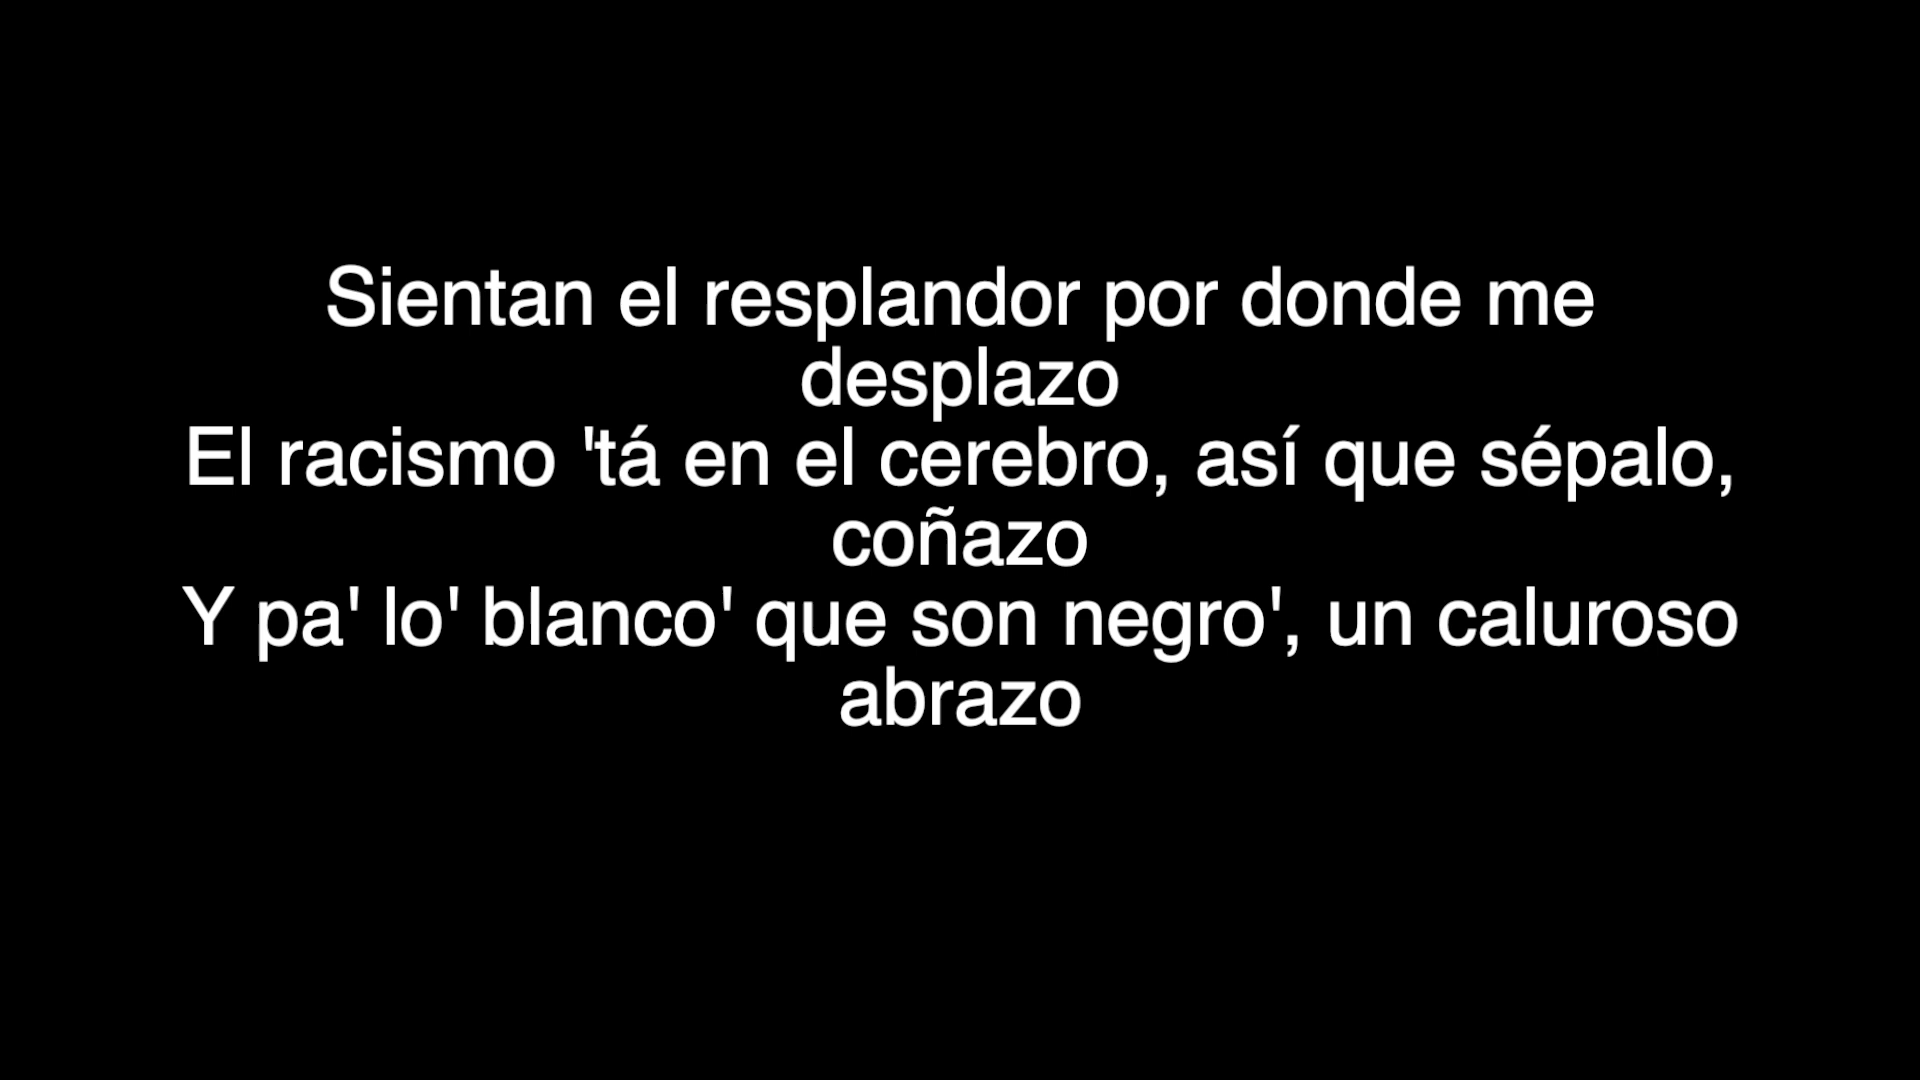 Sientan el resplandor por donde me
desplazo
El racismo 'tá en el cerebro, así que sépalo,
coñazo
Y pa' lo' blanco' que son negro', un caluroso
abrazo